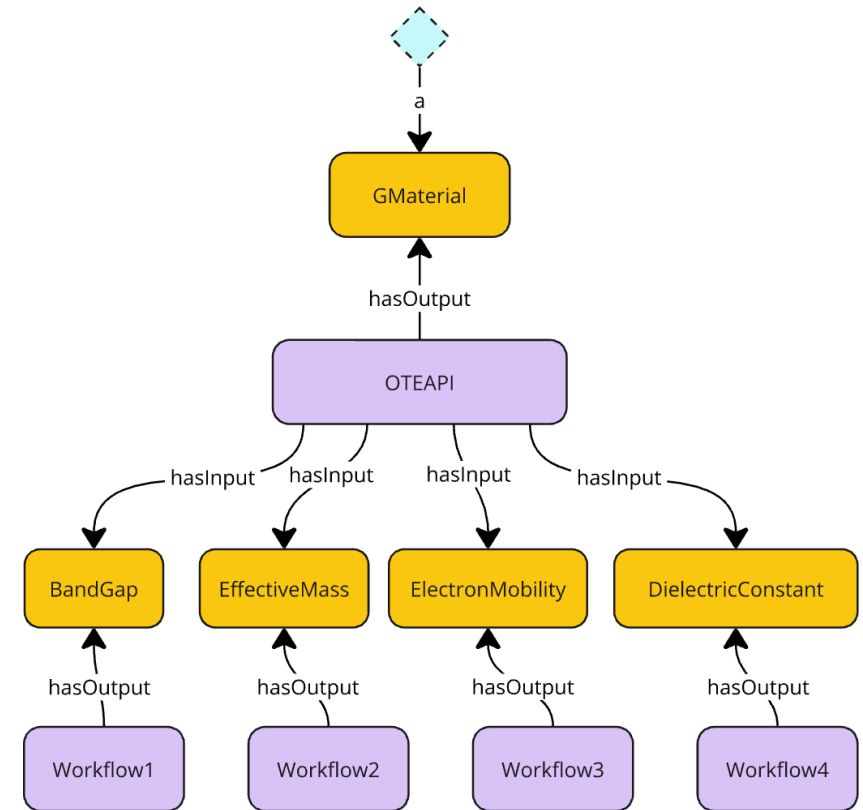 a
GMaterial
hasOutput
OTEAPI
hasInput
hasInput
hasInput
hasInput
BandGap
EffectiveMass
ElectronMobility
DielectricConstant
hasOutput
hasOutput
hasOutput
hasOutput
Workflow1
Workflow2
Workflow3
Workflow4